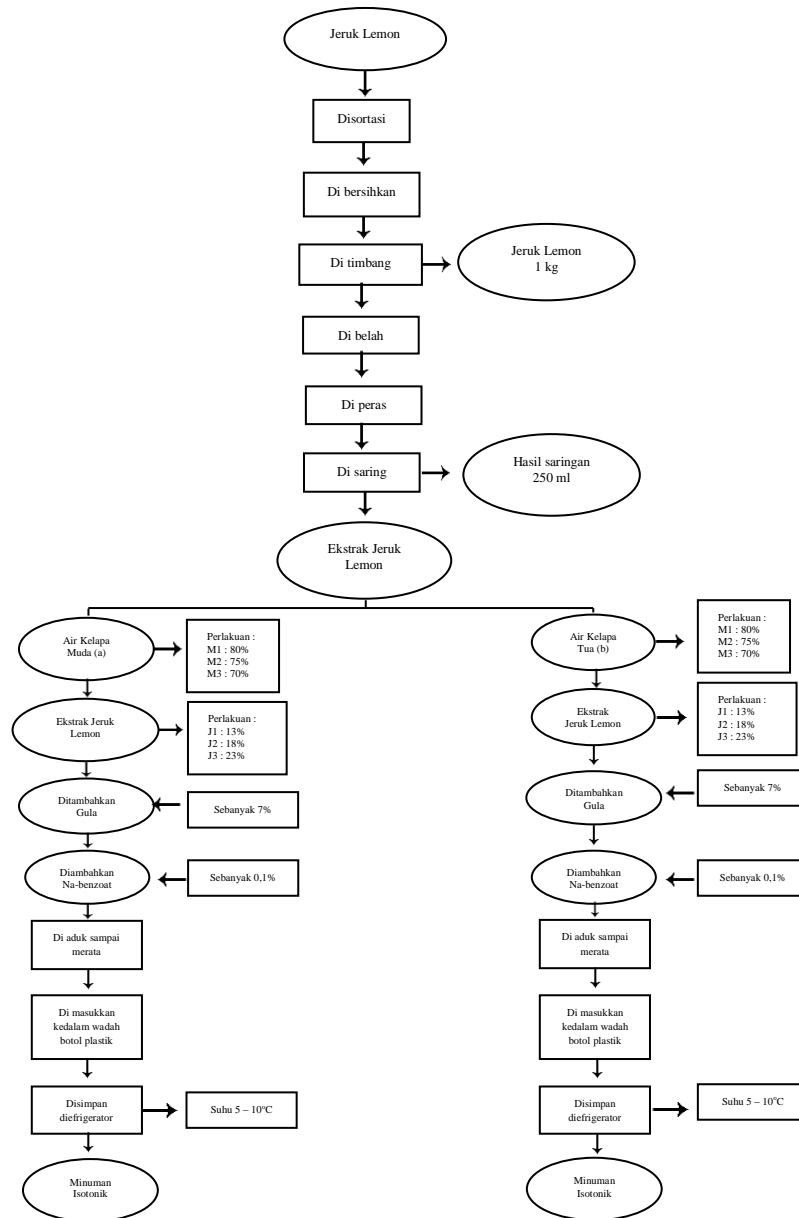 Jeruk Lemon
Disortasi
Di bersihkan
Di timbang
Jeruk Lemon
1 kg
Di belah
Di peras
Di saring
Hasil saringan
250 ml
Ekstrak Jeruk
Lemon
Air Kelapa
Muda (a)
Perlakuan :
M1 : 80%
M2 : 75%
M3 : 70%
Ekstrak Jeruk
Lemon
Perlakuan :
J1 : 13%
J2 : 18%
J3 : 23%
Ditambahkan
Gula
Sebanyak 7%
Diambahkan
Na-benzoat
Sebanyak 0,1%
Di aduk sampai
merata
Di masukkan
kedalam wadah
botol plastik
Disimpan
diefrigerator
Suhu 5 – 10°C
Minuman
Isotonik
Air Kelapa
Tua (b)
Perlakuan :
M1 : 80%
M2 : 75%
M3 : 70%
Ekstrak
Jeruk Lemon
Perlakuan :
J1 : 13%
J2 : 18%
J3 : 23%
Ditambahkan
Gula
Sebanyak 7%
Diambahkan
Na-benzoat
Sebanyak 0,1%
Di aduk sampai
merata
Di masukkan
kedalam wadah
botol plastik
Disimpan
diefrigerator
Suhu 5 – 10°C
Minuman
Isotonik